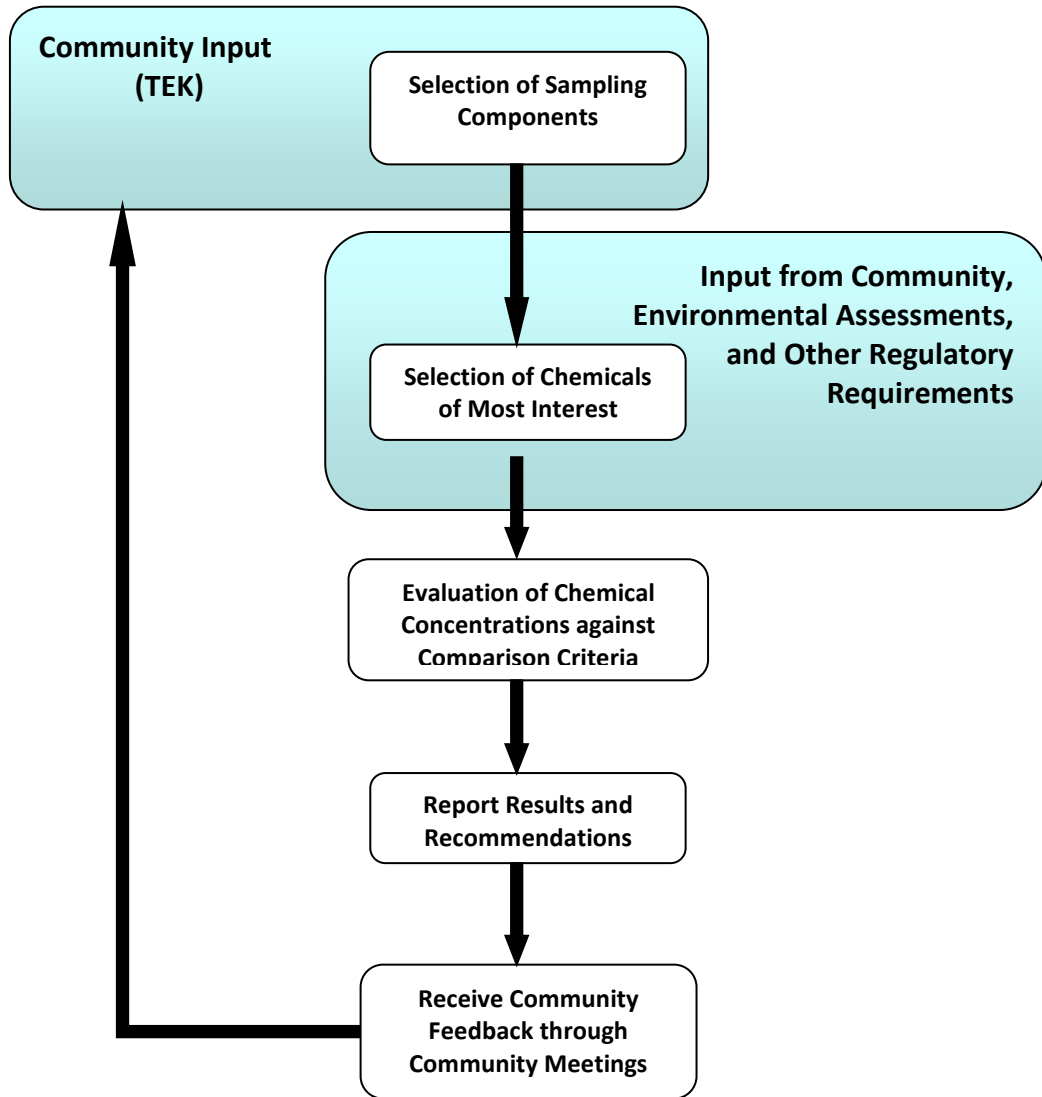 Community Input
(TEK)
Selection of Sampling
Components
Input from Community,
Environmental Assessments,
and Other Regulatory
Requirements
Selection of Chemicals
of Most Interest
Evaluation of Chemical
Concentrations against
Comparison Criteria
Report Results and
Recommendations
Receive Community
Feedback through
Community Meetings